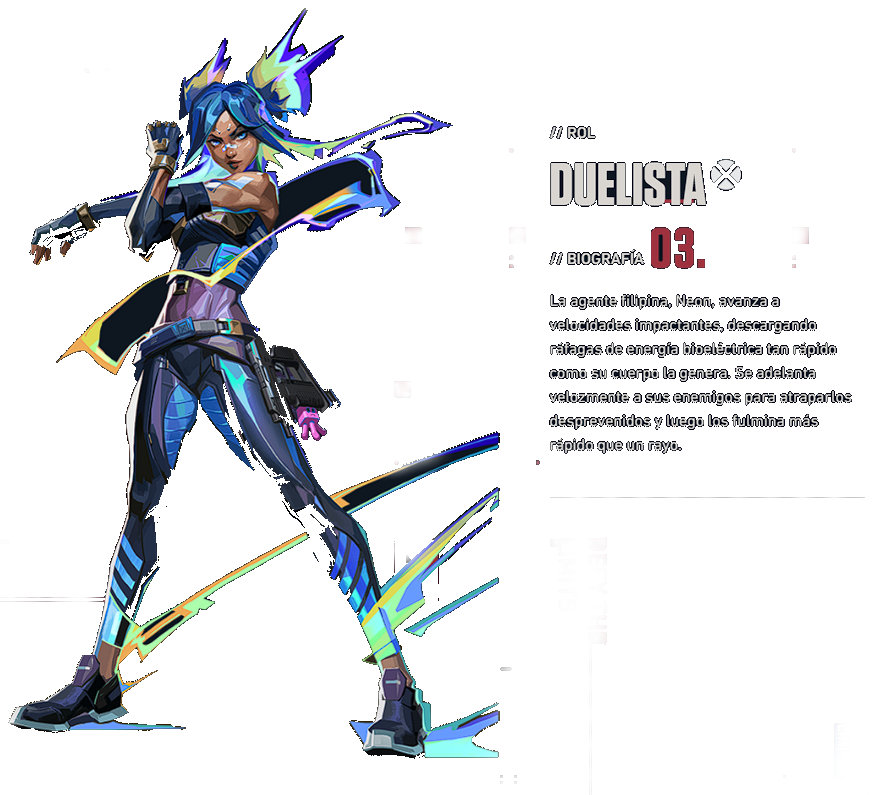 // ROL
DUELISTA
// BIOGRAFÍA 03.
La agente filipina, Neon, avanza a
velocidades impactantes, descargando
ráfagas de energía bioeléctrica tan rápido
como su cuerpo la genera. Se adelanta
velozmente a sus enemigos para atraparlos
desprevenidos y luego los fulmina más
rápido que un rayo.